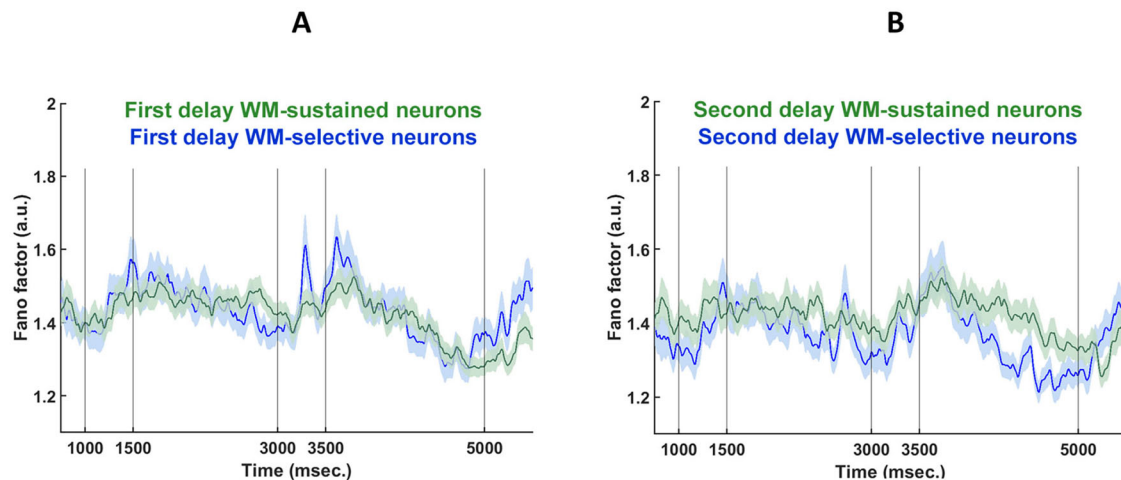 A
First delay WM-sustained neurons
First delay WM-selective neurons
Fano factor (a.u.)
2
1.8
1.6
1.4
1.2
1000 1500 3000 3500 5000
Time (msec.)
B
Second delay WM-sustained neurons
Second delay WM-selective neurons
Fano factor (a.u.)
2
1.8
1.6
1.4
1.2
1000 1500 3000 3500 5000
Time (msec.)